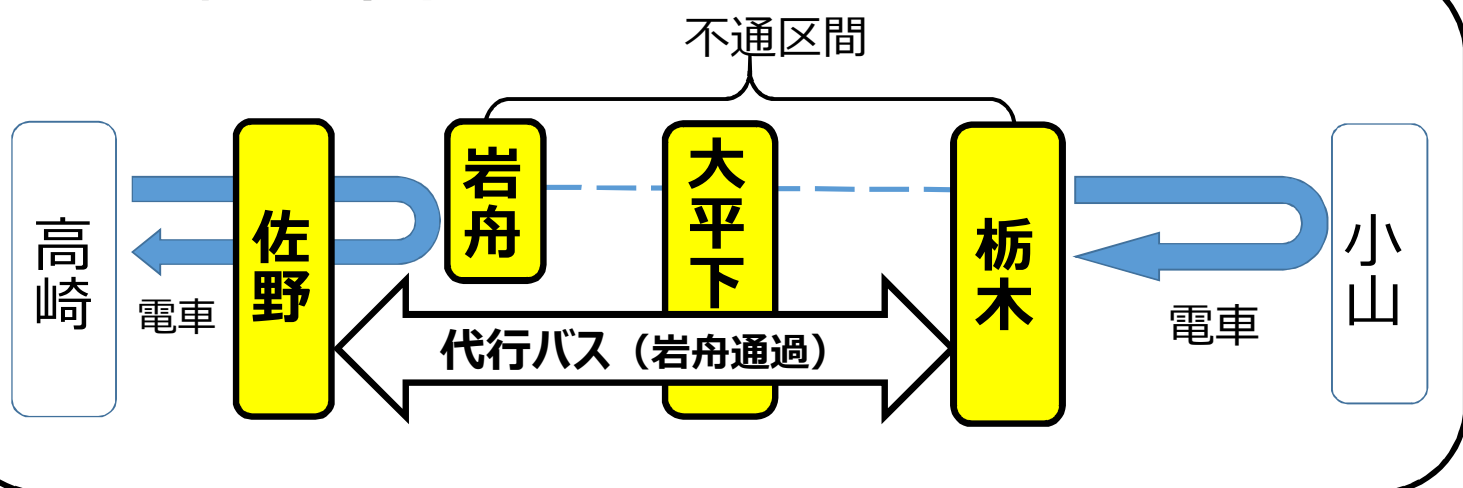 不通区間
高崎
電車
佐野
岩舟
大平下
栃木
代行バス（岩舟通過）
電車
小山